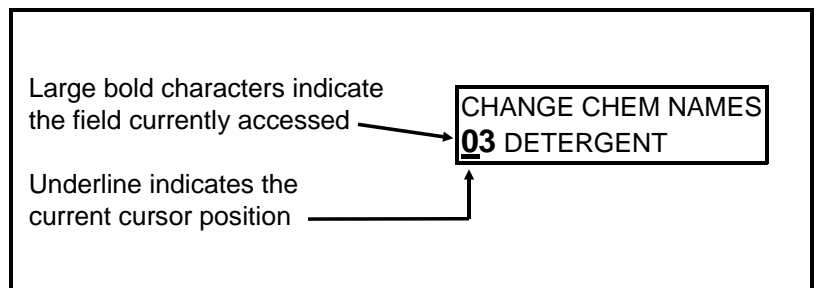 Large bold characters indicate
the field currently accessed
CHANGE CHEM NAMES
03 DETERGENT
Underline indicates the
current cursor position